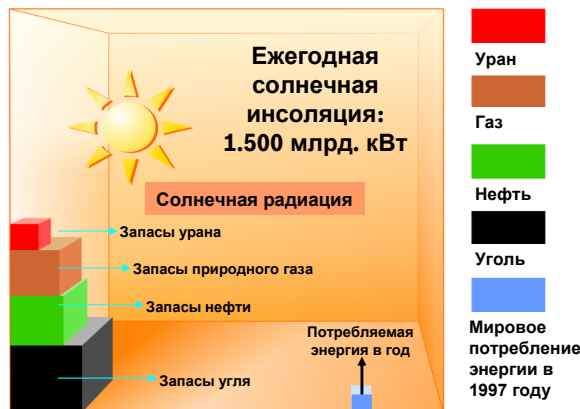 Ежегодная
солнечная
инсоляция:
1.500 млрд. кВт
Солнечная радиация
Запасы урана
Запасы природного газа
Запасы нефти
Потребляемая
энергия в год
Запасы угля
Уран
Газ
Нефть
Уголь
Мировое
потребление
энергии в
1997 году